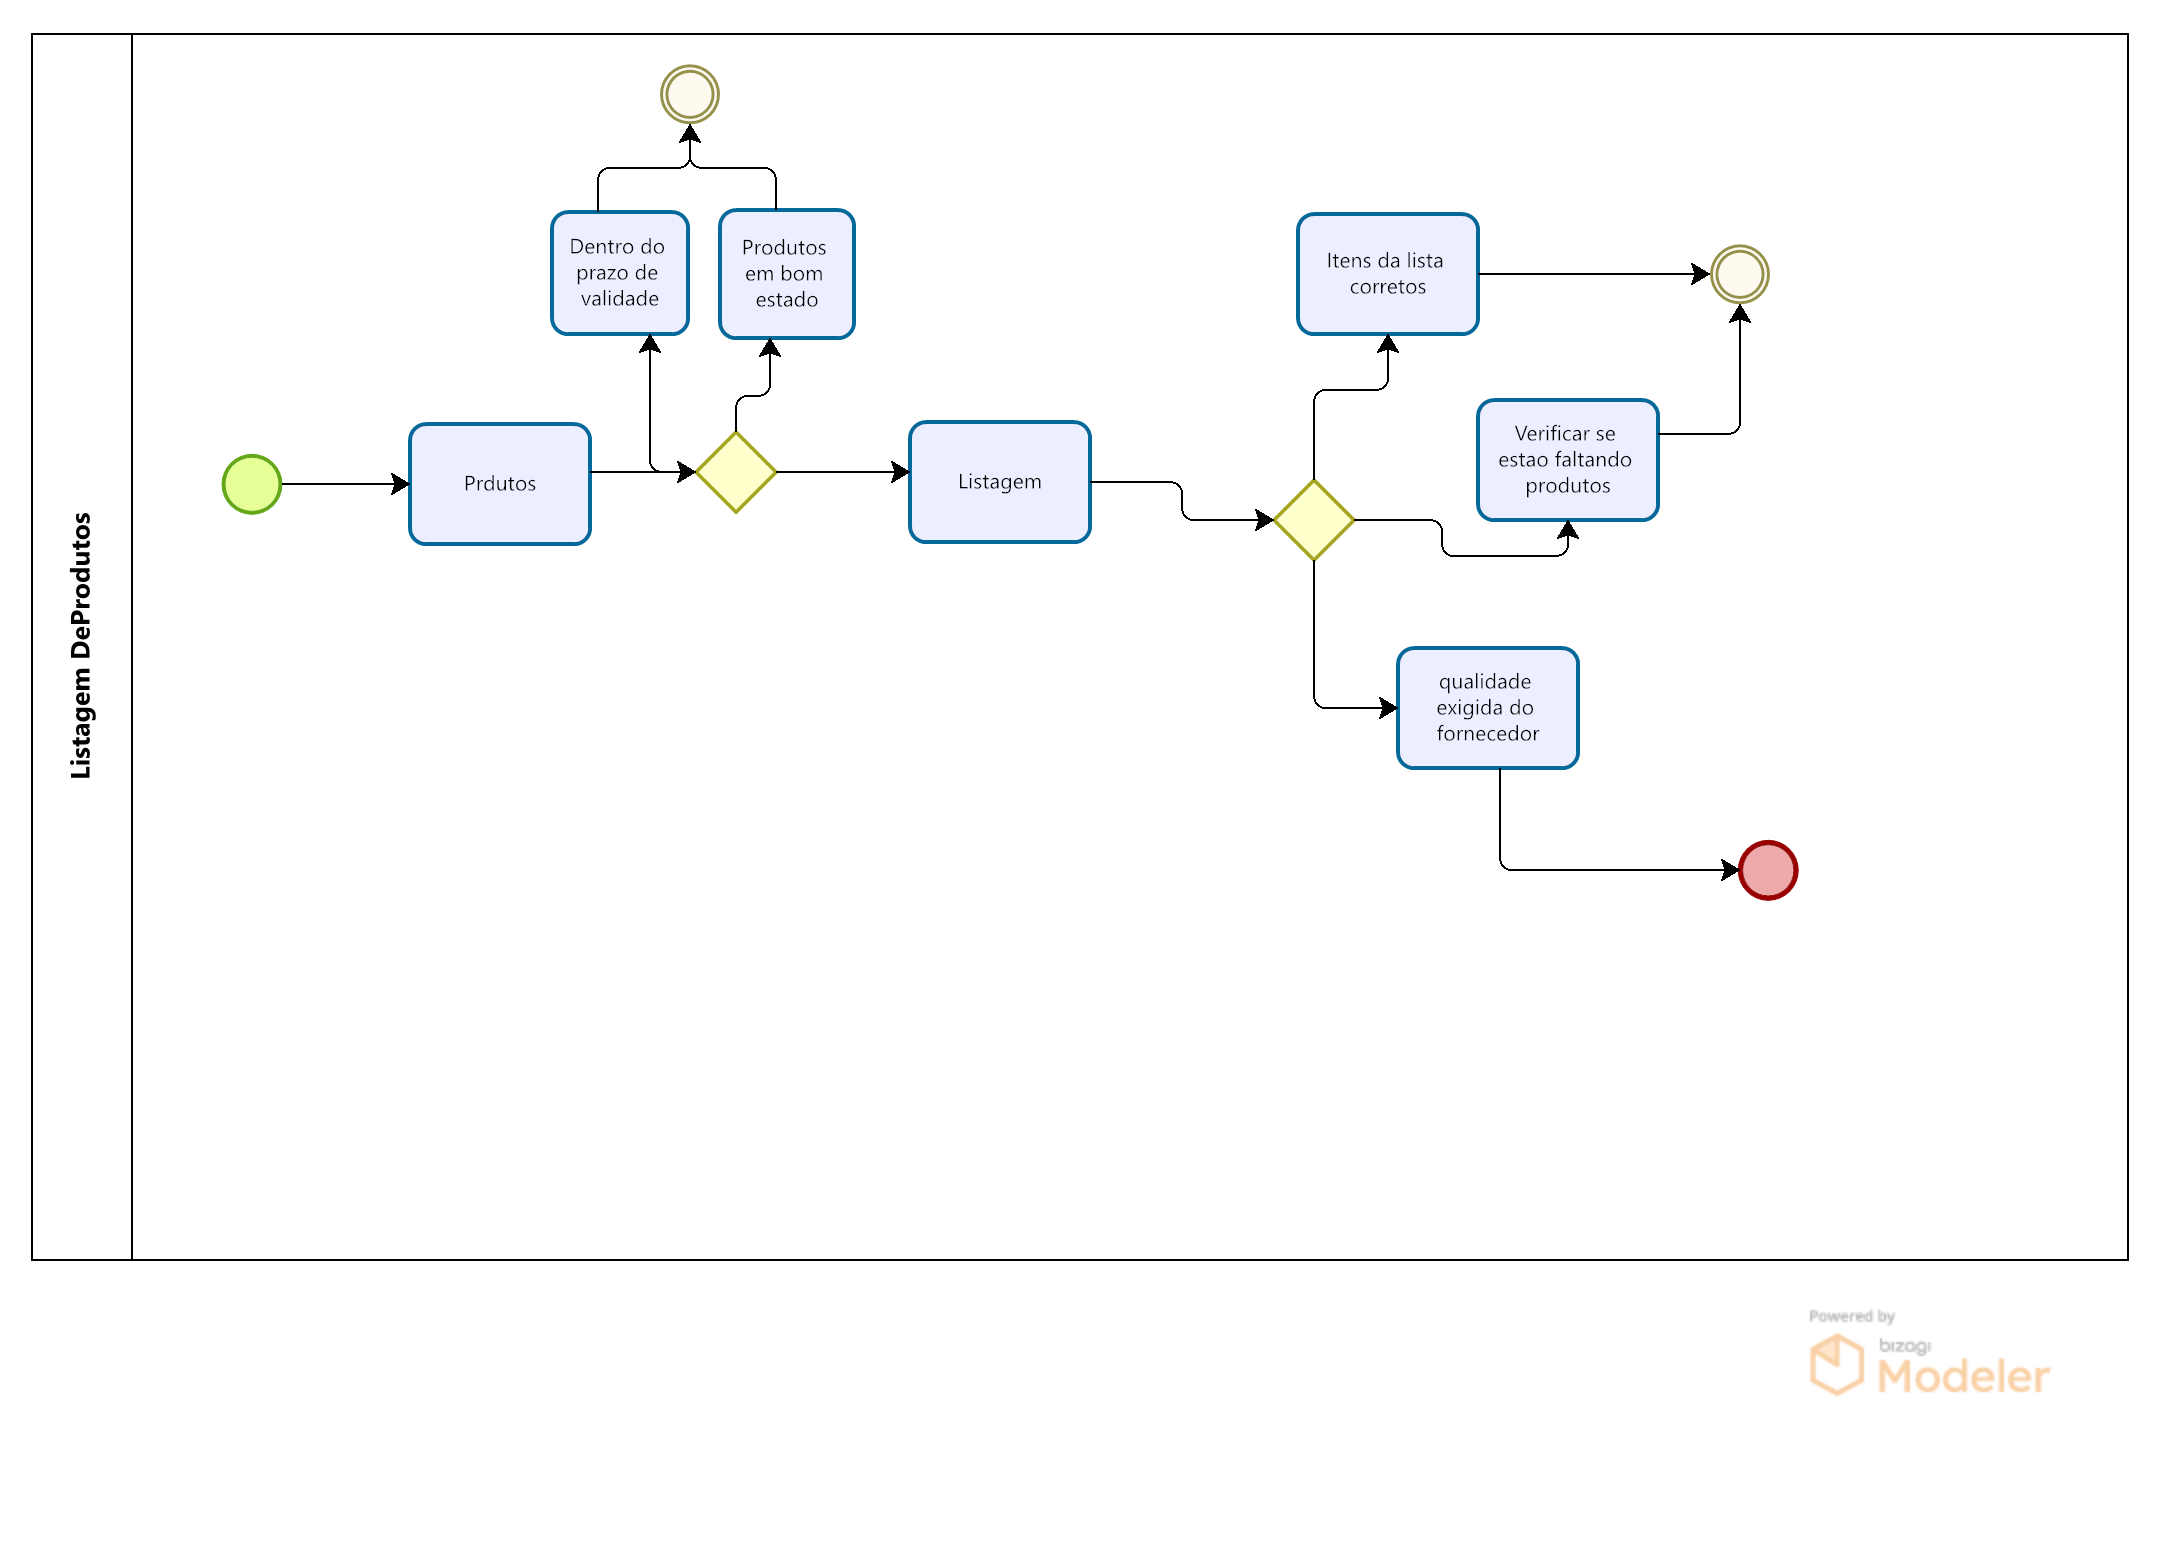 Listagem DeProdutos
Dentro do
prazo de
validade
Produtos
em bom
estado
Itens da lista
corretos
Prdutos
Listagem
Verificar se
estao faltando
produtos
qualidade
exigida do
fornecedor
Powered by
bizagi
Modeler